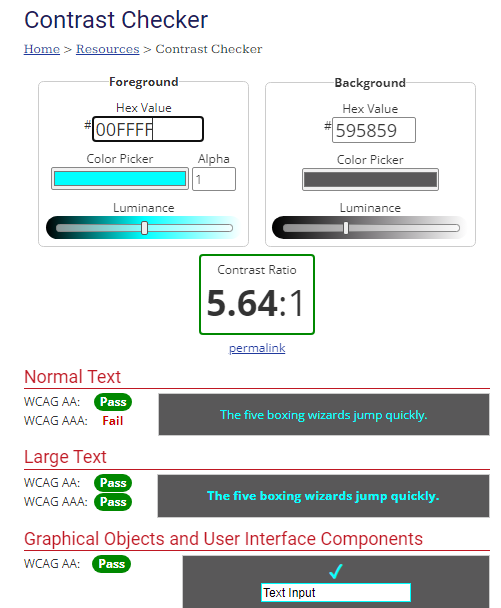 Contrast Checker
Home > Resources > Contrast Checker
Foreground
Hex Value
# 00FFFF
Color Picker Alpha
1
Luminance
Background
Hex Value
# 595859
Color Picker
Luminance
Contrast Ratio
5.64:1
permalink
Normal Text
WCAG AA: Pass
WCAG AAA: Fail
The five boxing wizards jump quickly.
Large Text
WCAG AA: Pass
WCAG AAA: Pass
The five boxing wizards jump quickly.
Graphical Objects and User Interface Components
WCAG AA: Pass
✓
Text Input